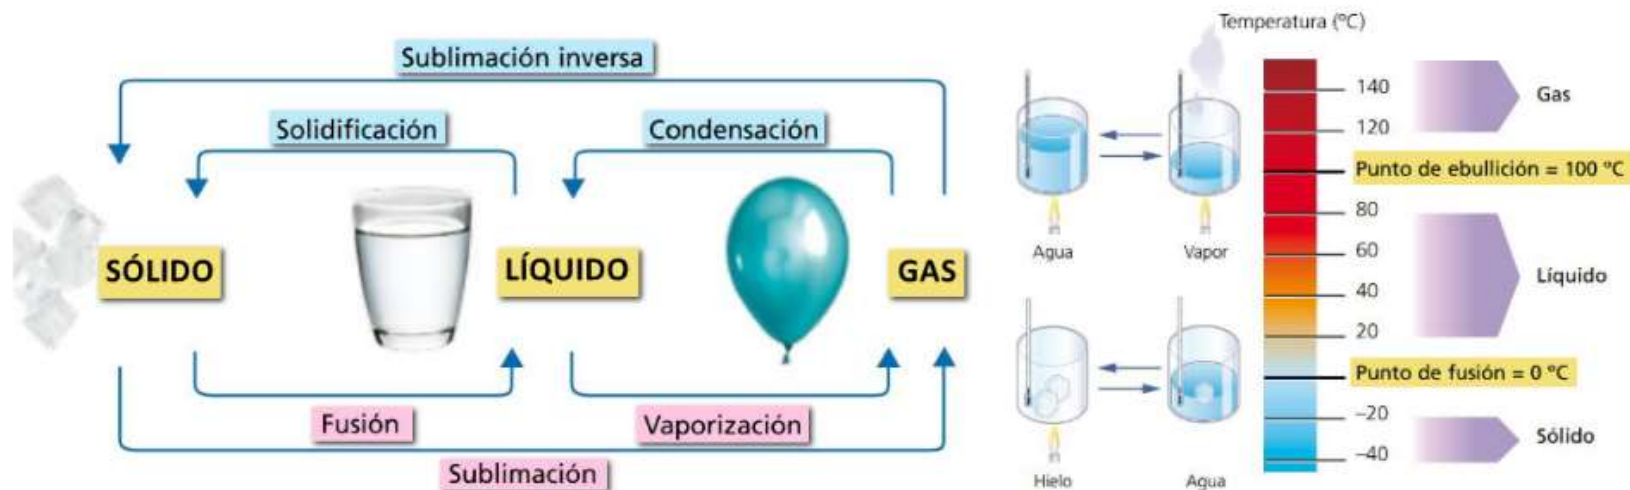 Sublimación inversa
Solidificación
Condensación
SÓLIDO
LÍQUIDO
GAS
Fusión
Vaporización
Sublimación
Temperatura (ºC)
140
120
Punto de ebullición = 100 ºC
80
60
40
20
Punto de fusión = 0 ºC
–20
–40
Gas
Líquido
Sólido
Agua
Vapor
Hielo
Agua